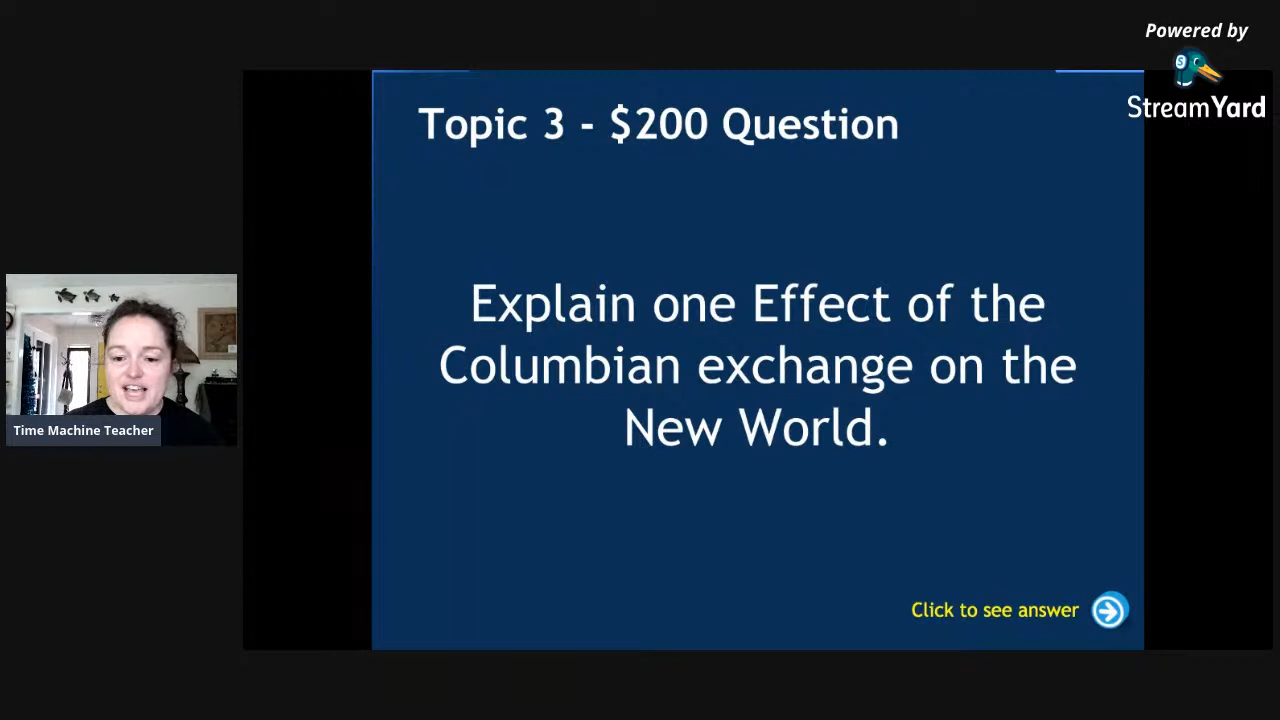 Powered by
StreamYard
Topic 3 - $200 Question
Explain one Effect of the
Columbian exchange on the
New World.
Time Machine Teacher
Click to see answer